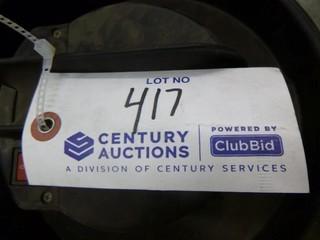 LOT NO
417
CENTURY AUCTIONS
POWERED BY
ClubBid
A DIVISION OF CENTURY SERVICES